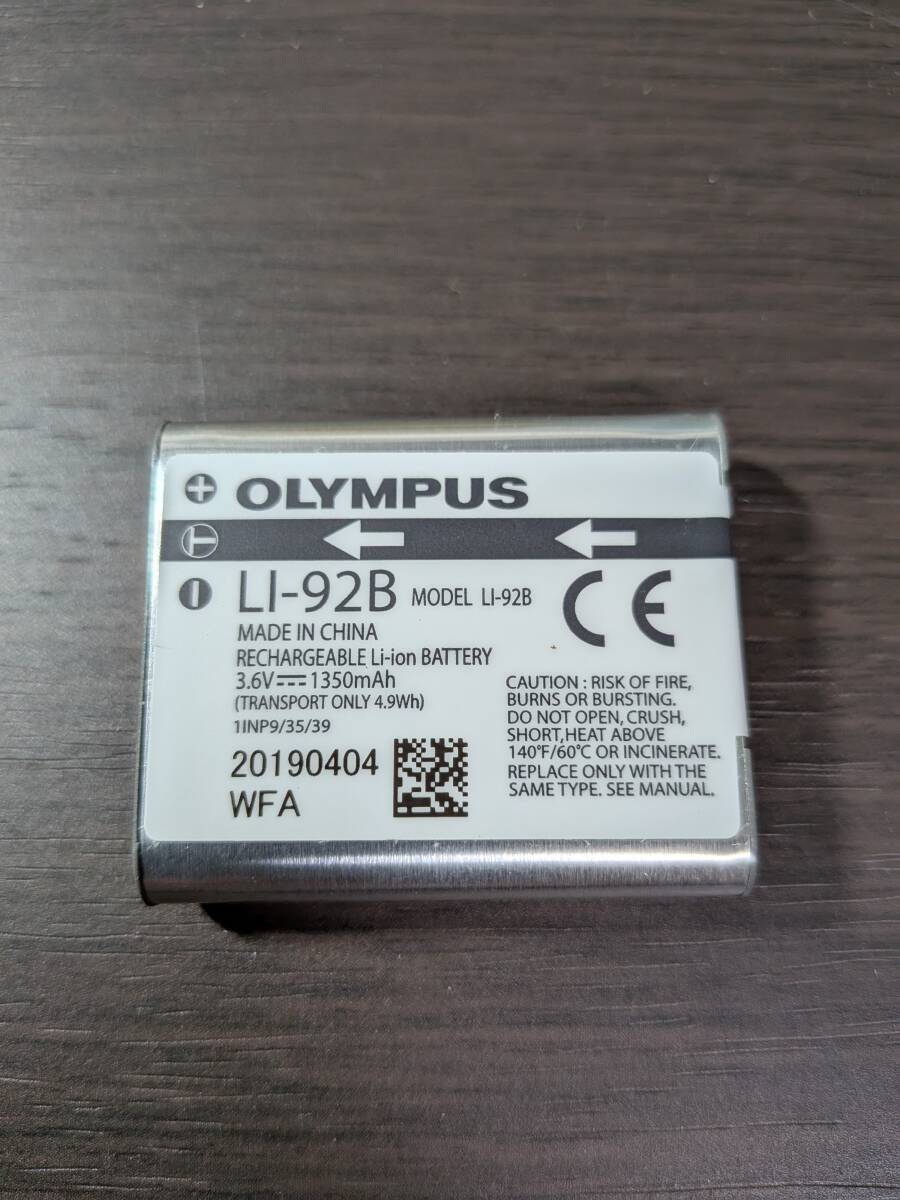 OLYMPUS
LI-92B MODEL LI-92B
MADE IN CHINA
RECHARGEABLE Li-ion BATTERY
3.6V 1350mAh
(TRANSPORT ONLY 4.9Wh)
1INP9/35/39
20190404
WFA
CE
CAUTION : RISK OF FIRE,
BURNS OR BURSTING.
DO NOT OPEN, CRUSH,
SHORT,HEAT ABOVE
140°F/60℃ OR INCINERATE.
REPLACE ONLY WITH THE
SAME TYPE. SEE MANUAL.